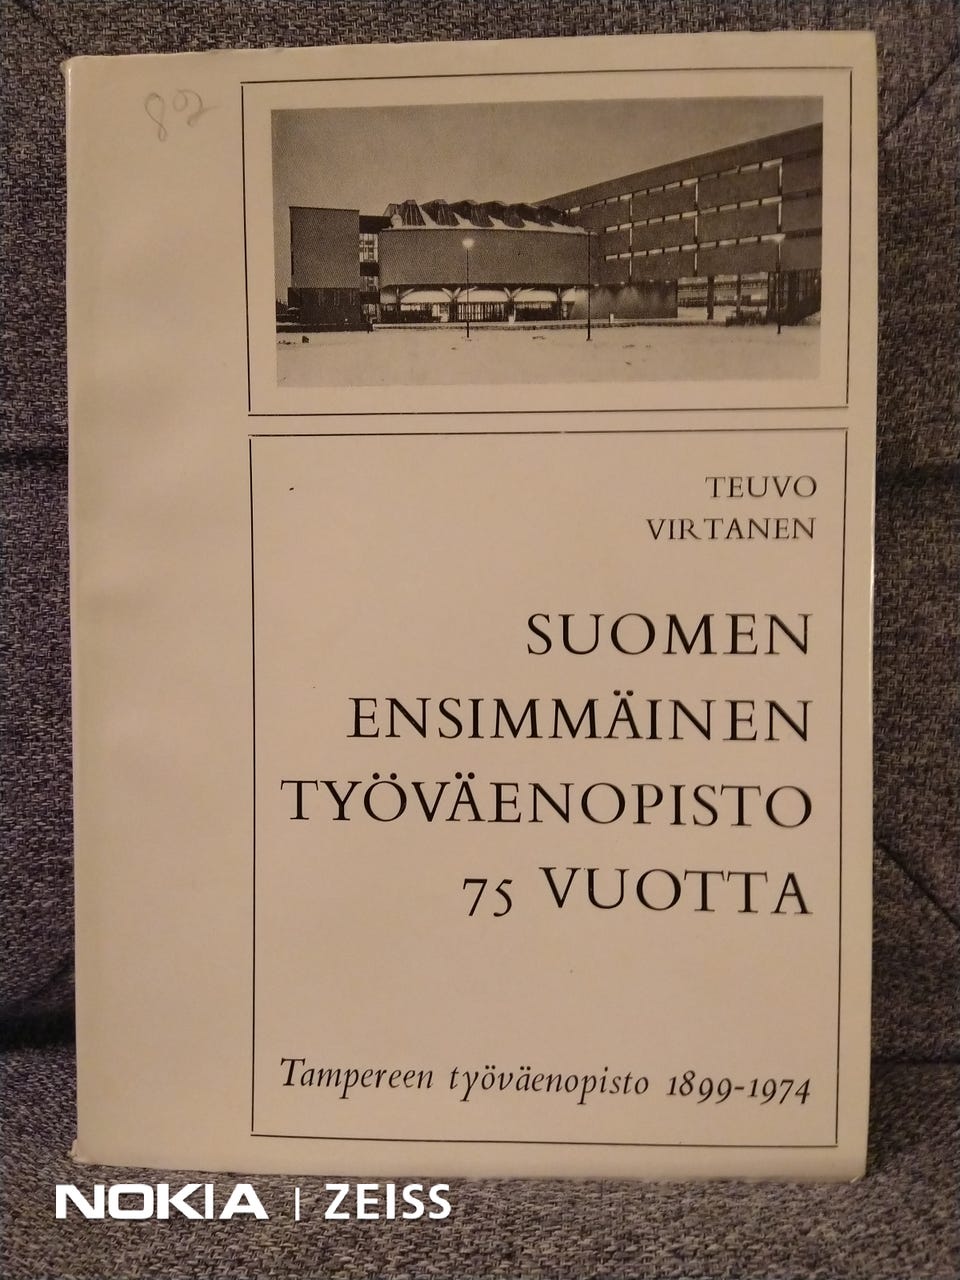 TEUVO
VIRTANEN
SUOMEN
ENSIMMÄINEN
TYÖVÄENOPISTO
75 VUOTTA
Tampereen työväenopisto 1899-1974
NOKIA | ZEISS